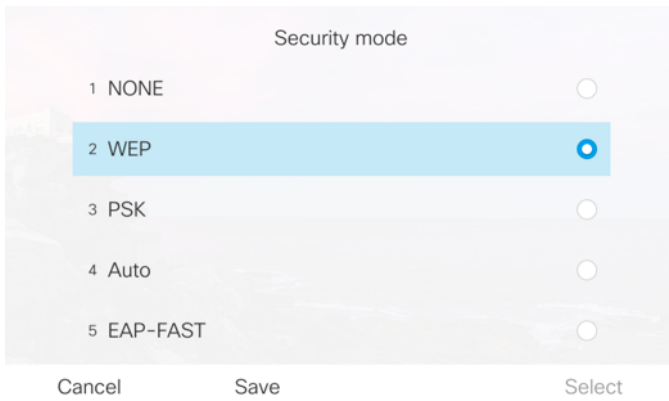 Security mode
1 NONE
2 WEP
3 PSK
4 Auto
5 EAP-FAST
Cancel Save Select